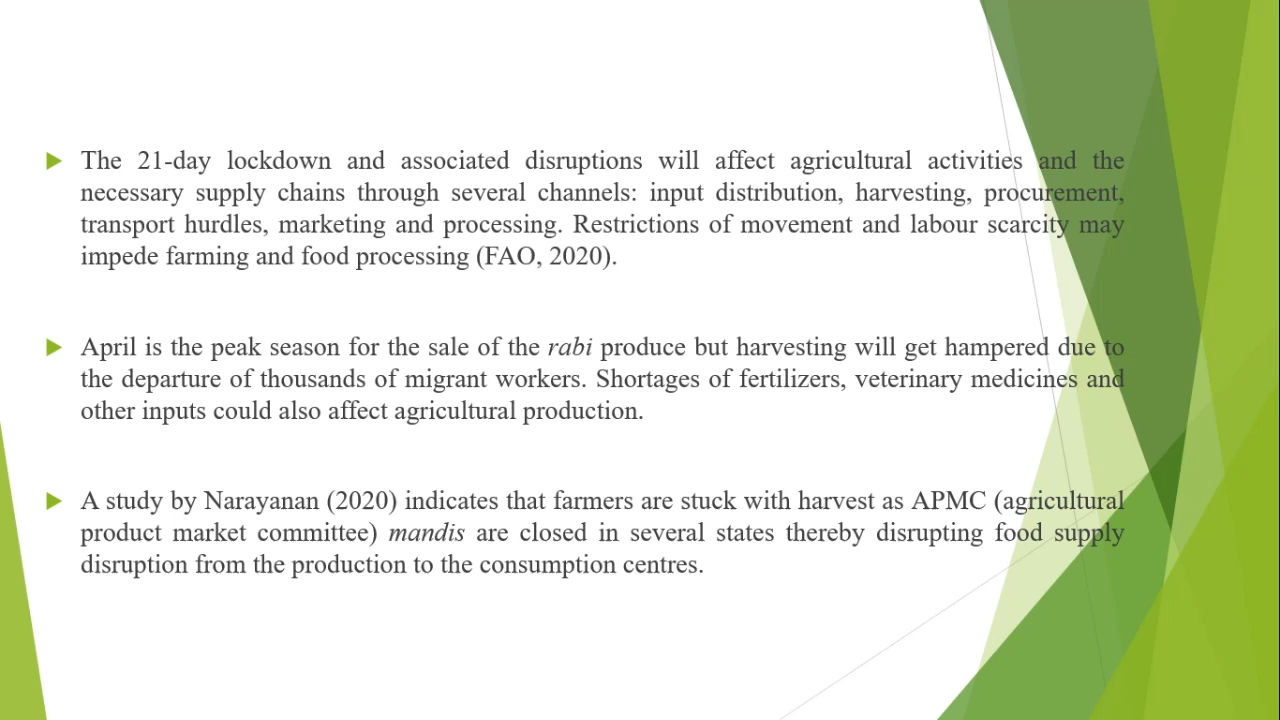 The 21-day lockdown and associated disruptions will affect agricultural activities and the
necessary supply chains through several channels: input distribution, harvesting, procurement,
transport hurdles, marketing and processing. Restrictions of movement and labour scarcity may
impede farming and food processing (FAO, 2020).
April is the peak season for the sale of the rabi produce but harvesting will get hampered due to
the departure of thousands of migrant workers. Shortages of fertilizers, veterinary medicines and
other inputs could also affect agricultural production.
A study by Narayanan (2020) indicates that farmers are stuck with harvest as APMC (agricultural
product market committee) mandis are closed in several states thereby disrupting food supply
disruption from the production to the consumption centres.